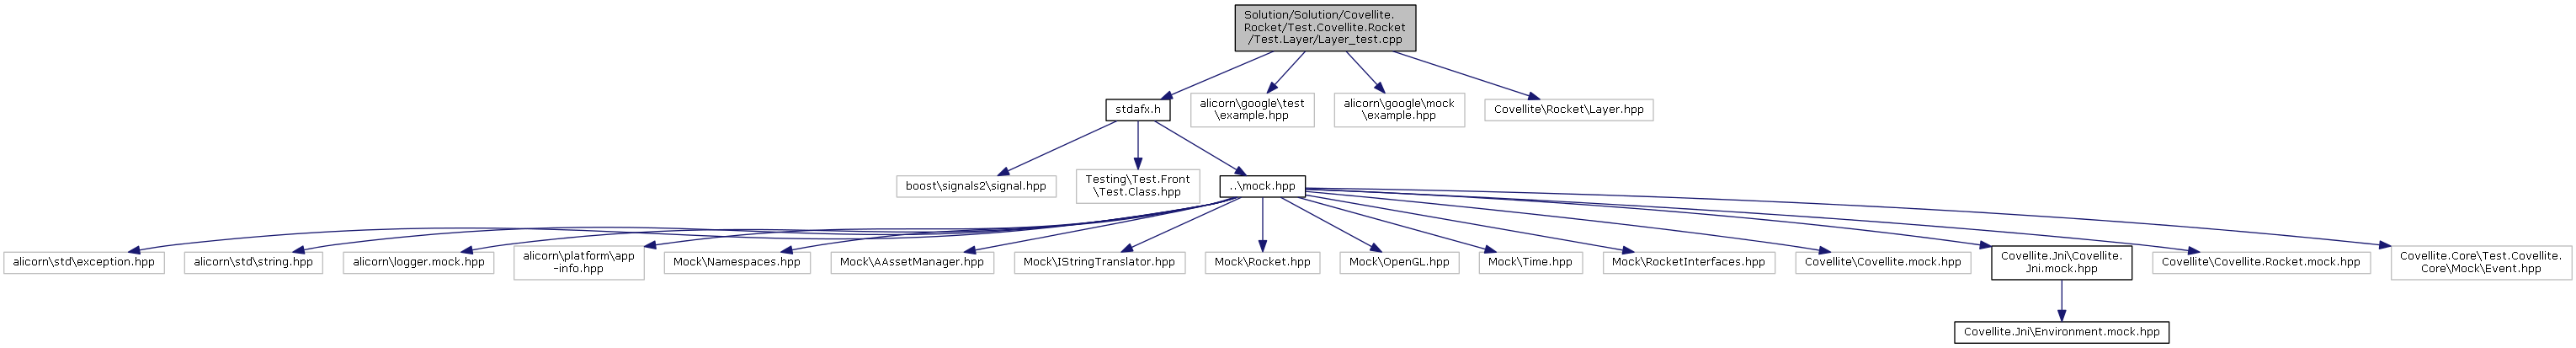 Solution/Solution/Covellite.
Rocket/Test.Covellite.Rocket
/Test.Layer/Layer_test.cpp
stdafx.h
alicorn\google\test
\example.hpp
alicorn\google\mock
\example.hpp
Covellite\Rocket\Layer.hpp
boost\signals2\signal.hpp
Testing\Test.Front
\Test.Class.hpp
..\mock.hpp
alicorn\std\exception.hpp
alicorn\std\string.hpp
alicorn\logger.mock.hpp
alicorn\platform\app
-info.hpp
Mock\Namespaces.hpp
Mock\AAssetManager.hpp
Mock\IStringTranslator.hpp
Mock\Rocket.hpp
Mock\OpenGL.hpp
Mock\Time.hpp
Mock\RocketInterfaces.hpp
Covellite\Covellite.mock.hpp
Covellite.Jni\Covellite.
Jni.mock.hpp
Covellite\Covellite.Rocket.mock.hpp
Covellite.Core\Test.Covellite.
Core\Mock\Event.hpp
Covellite.Jni\Environment.mock.hpp